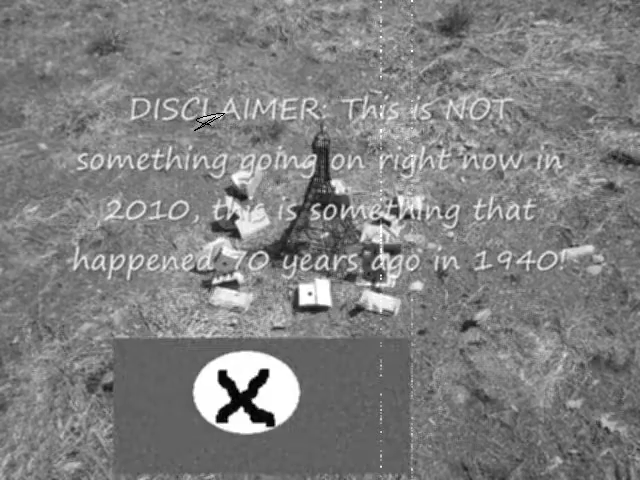 DISCLAIMER: This is NOT
something going on right now in
2010, this is something that
happened 70 years ago in 1940!